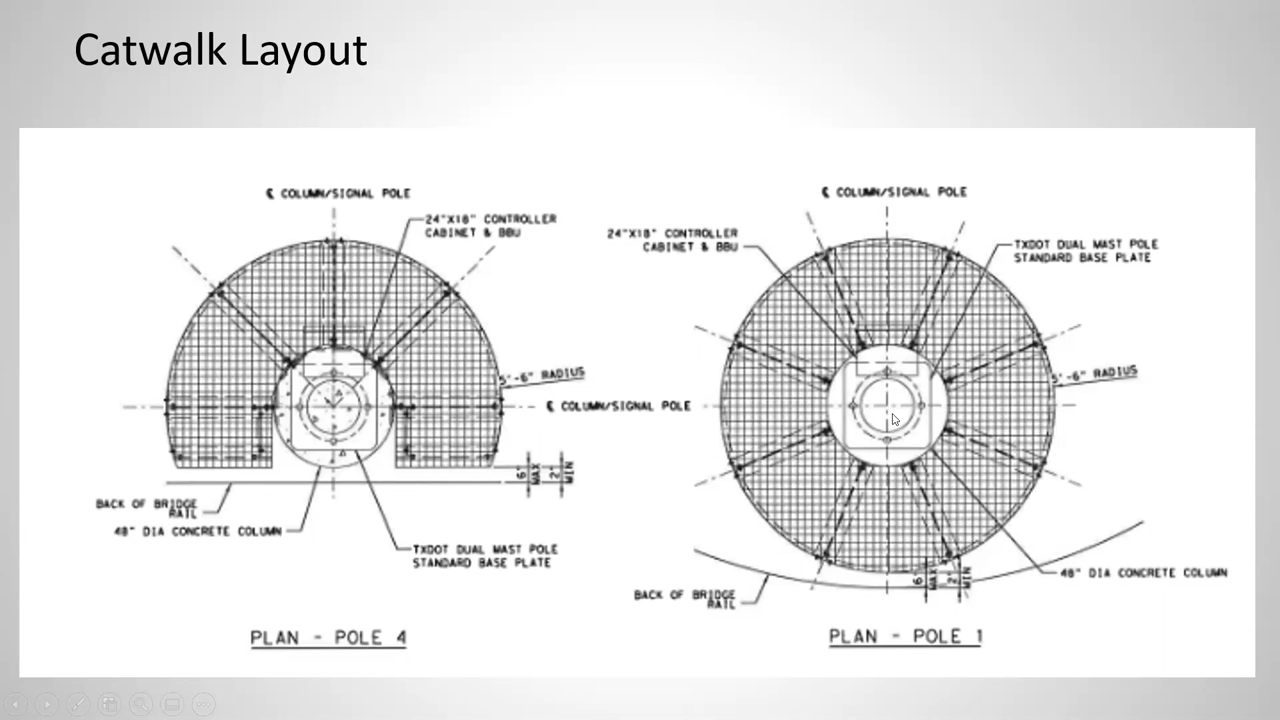 Catwalk Layout
℄ COLUMN/SIGNAL POLE
24"X18" CONTROLLER
CABINET & BBU
5'-6" RADIUS
℄ COLUMN/SIGNAL POLE
6"
MAX
2"
MIN
BACK OF BRIDGE
RAIL
48" DIA CONCRETE COLUMN
TXDOT DUAL MAST POLE
STANDARD BASE PLATE
PLAN - POLE 4
℄ COLUMN/SIGNAL POLE
24"X18" CONTROLLER
CABINET & BBU
TXDOT DUAL MAST POLE
STANDARD BASE PLATE
5'-6" RADIUS
6"
MAX
2"
MIN
48" DIA CONCRETE COLUMN
BACK OF BRIDGE
RAIL
PLAN - POLE 1